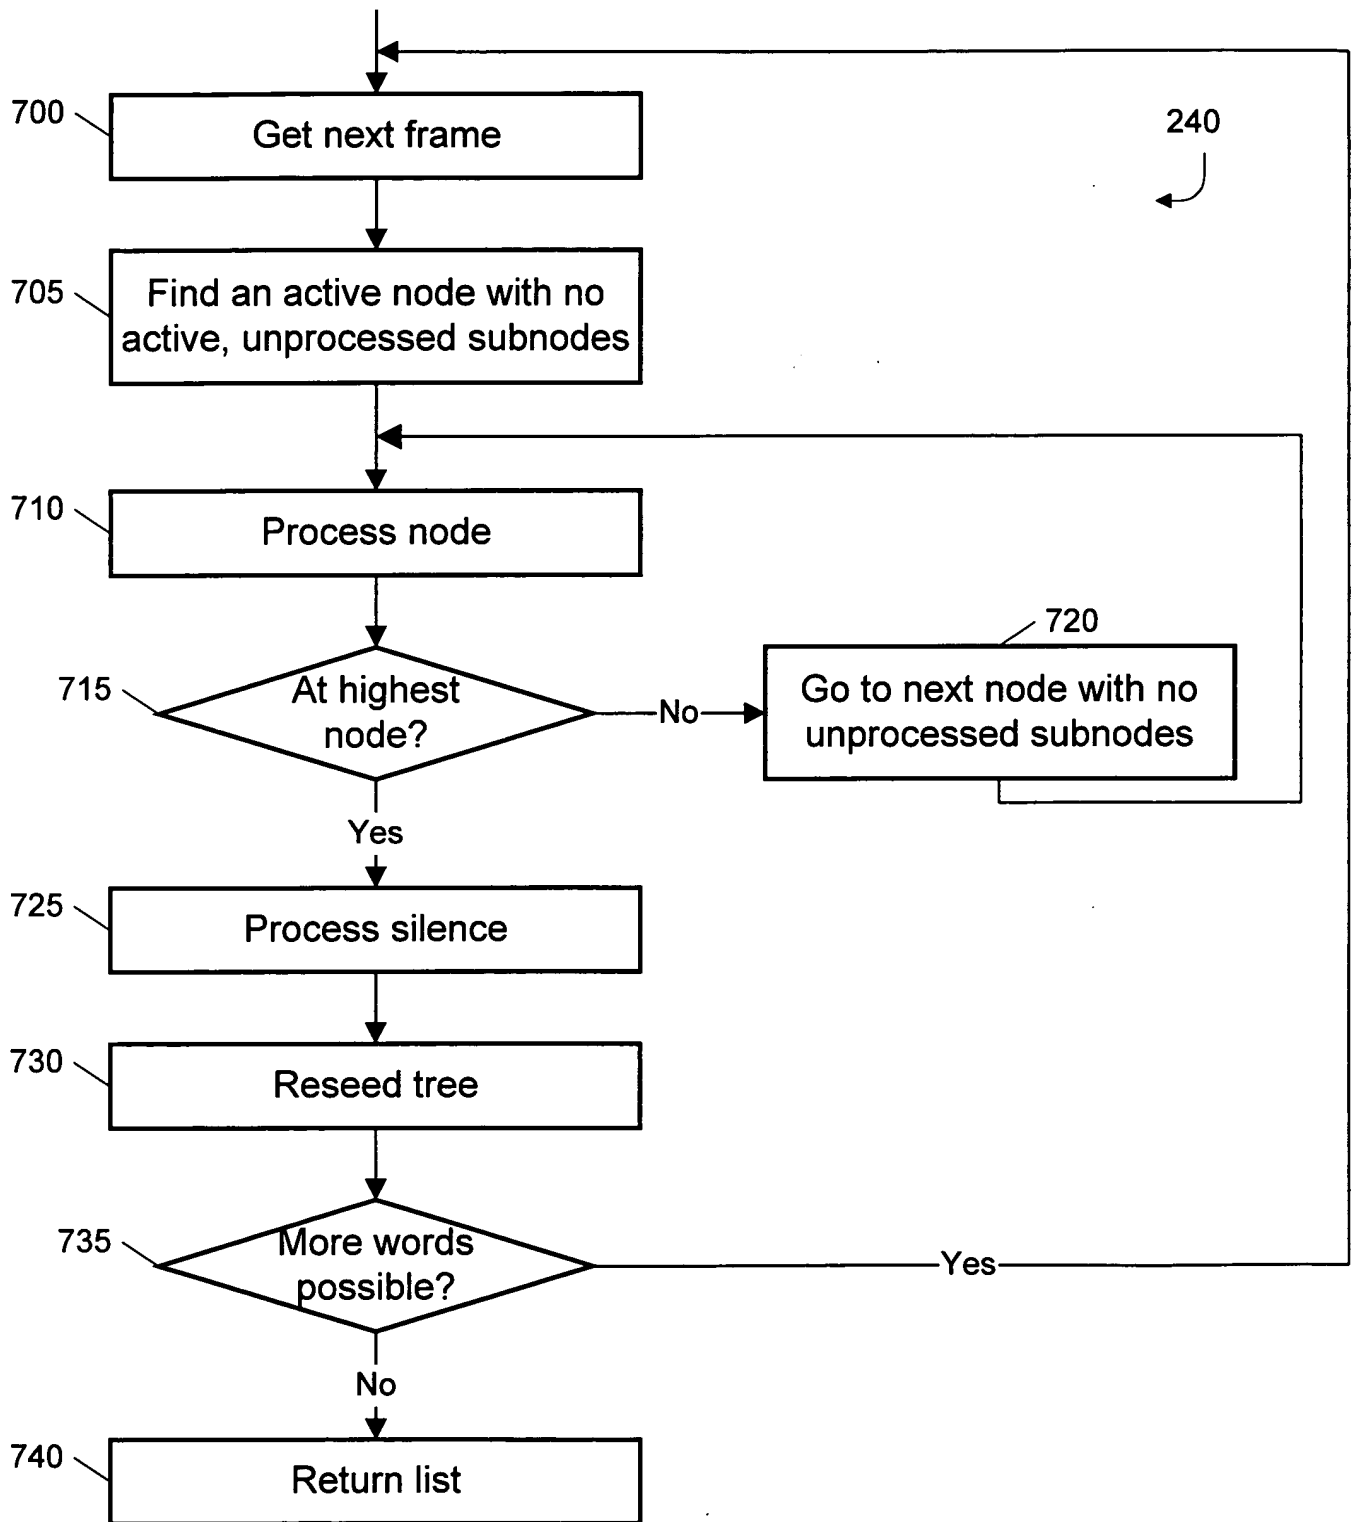 700
Get next frame
240
705
Find an active node with no
active, unprocessed subnodes
710
Process node
720
715
At highest
node?
No
Go to next node with no
unprocessed subnodes
Yes
725
Process silence
730
Reseed tree
735
More words
possible?
Yes
No
740
Return list